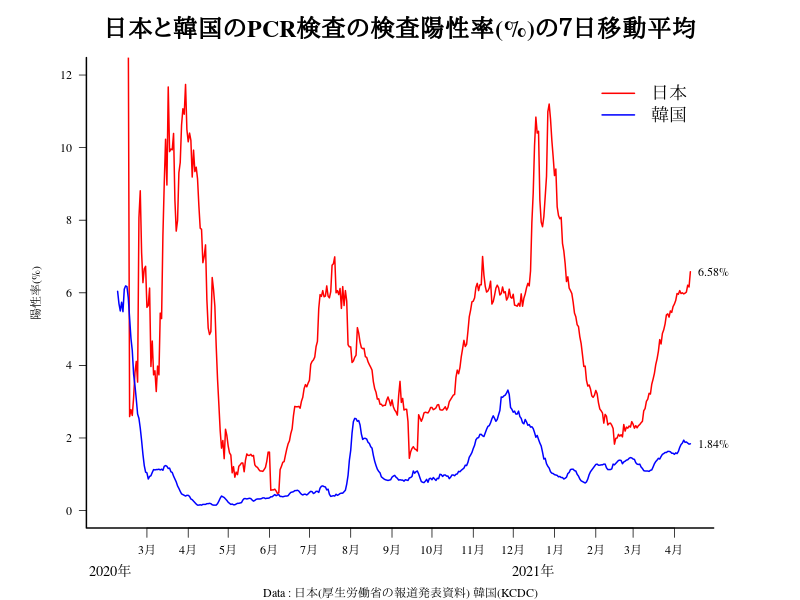 日本と韓国のPCR検査の検査陽性率(%)の7日移動平均
日本
韓国
陽性率(%)
12
10
8
6
4
2
0
6.58%
1.84%
3月 4月 5月 6月 7月 8月 9月 10月 11月 12月 1月 2月 3月 4月
2020年 2021年
Data : 日本(厚生労働省の報道発表資料) 韓国(KCDC)